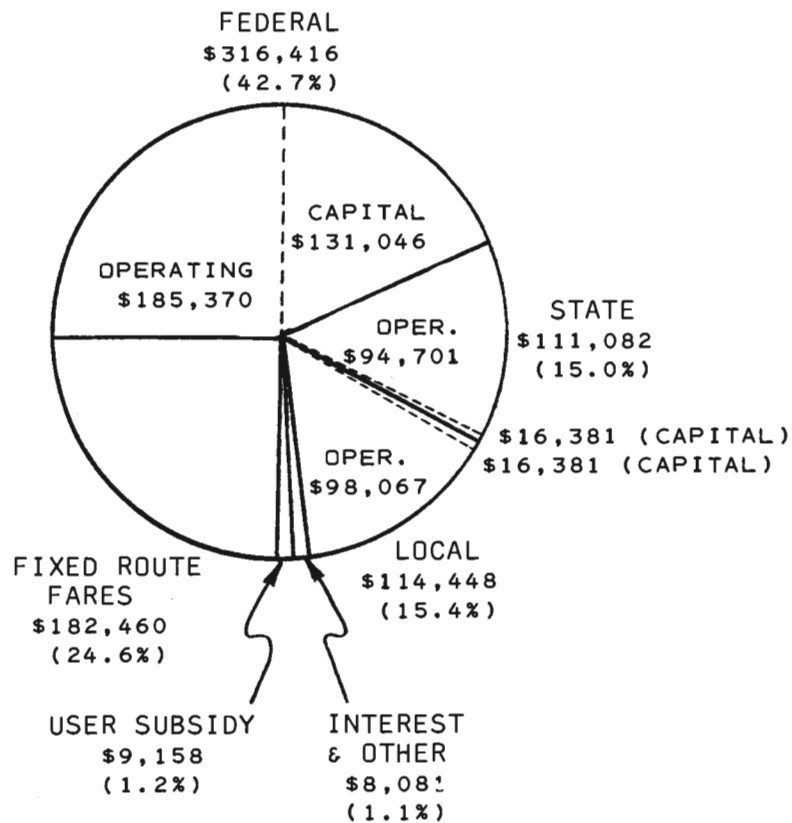 FEDERAL
$316,416
(42.7%)
CAPITAL
$131,046
OPERATING
$185,370
OPER.
$94,701
STATE
$111,082
(15.0%)
$16,381 (CAPITAL)
$16,381 (CAPITAL)
OPER.
$98,067
LOCAL
$114,448
(15.4%)
FIXED ROUTE
FARES
$182,460
(24.6%)
USER SUBSIDY
$9,158
(1.2%)
INTEREST
& OTHER
$8,081
(1.1%)